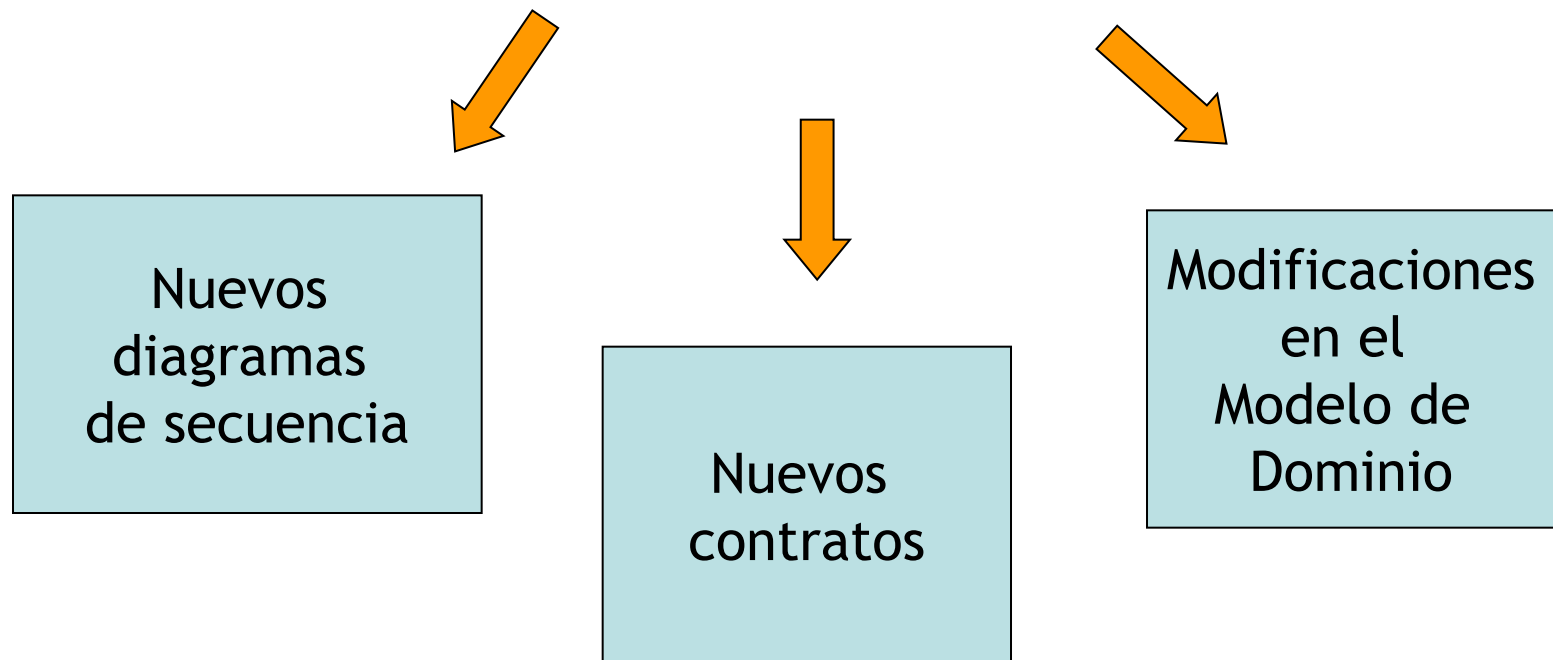 Nuevos
diagramas
de secuencia
Nuevos
contratos
Modificaciones
en el
Modelo de
Dominio